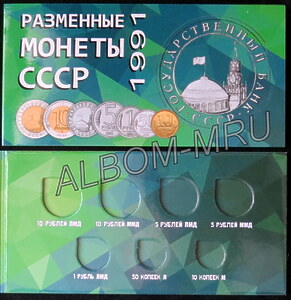 РАЗМЕННЫЕ
МОНЕТЫ
СССР
1991
ГОСУДАРСТВЕННЫЙ БАНК
СССР
ALBOM-MRU
10 РУБЛЕЙ ЛМД
10 РУБЛЕЙ ММД
5 РУБЛЕЙ ЛМД
5 РУБЛЕЙ ММД
1 РУБЛЬ ЛМД
50 КОПЕЕК Л
10 КОПЕЕК М